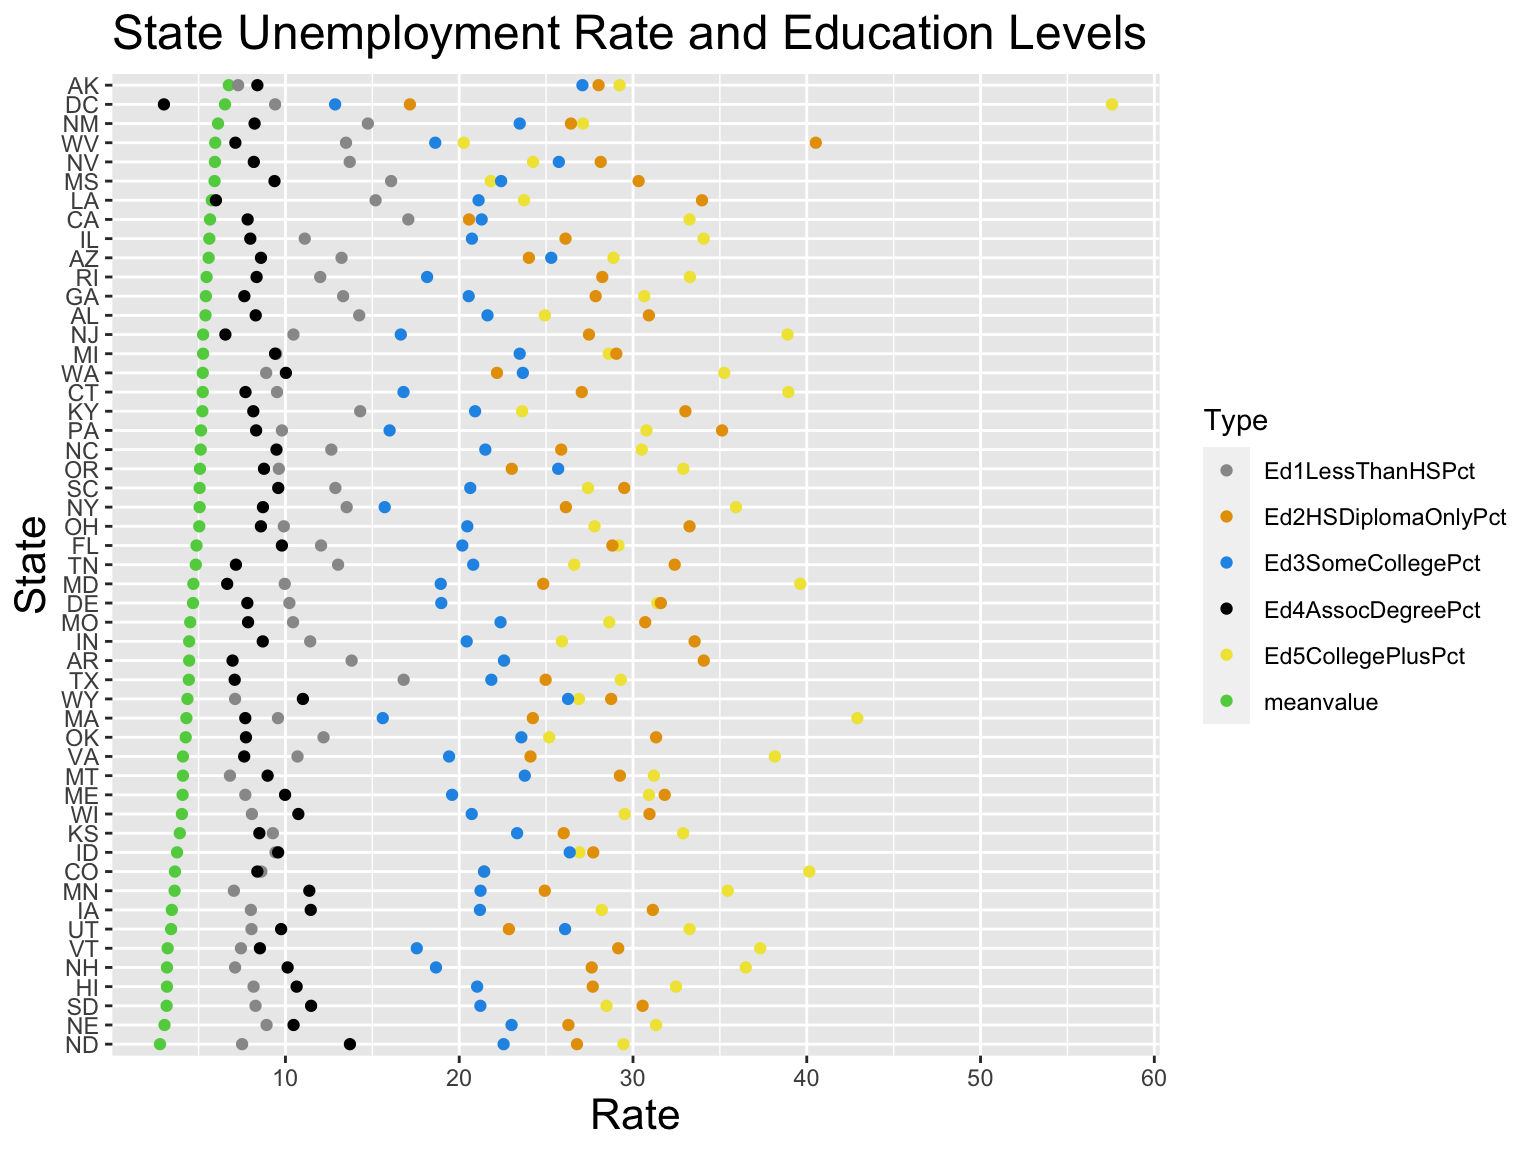 State Unemployment Rate and Education Levels
State
AK
DC
NM
WV
NV
MS
LA
CA
IL
AZ
RI
GA
AL
NJ
MI
WA
CT
KY
PA
NC
OR
SC
NY
OH
FL
TN
MD
DE
MO
IN
AR
TX
WY
MA
OK
VA
MT
ME
WI
KS
ID
CO
MN
IA
UT
VT
NH
HI
SD
NE
ND
10 20 30 40 50 60
Rate
Type
Ed1LessThanHSPct
Ed2HSDiplomaOnlyPct
Ed3SomeCollegePct
Ed4AssocDegreePct
Ed5CollegePlusPct
meanvalue